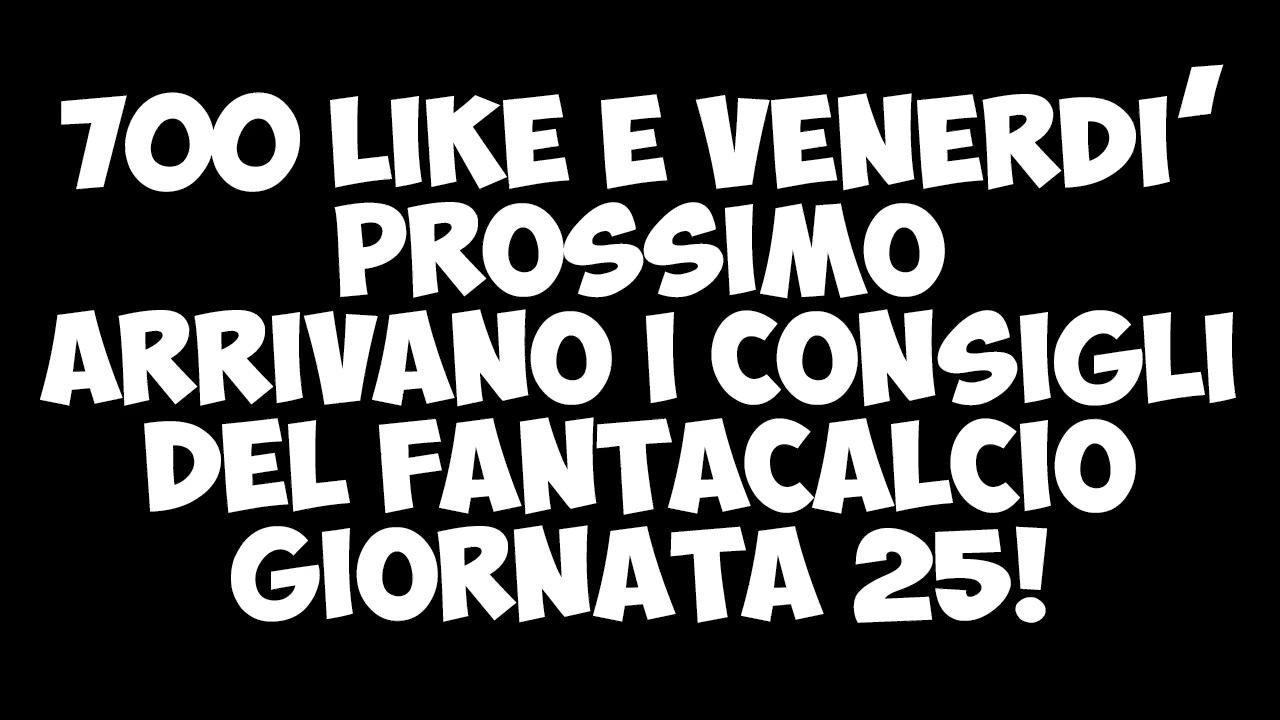 700 LIKE E VENERDI'
PROSSIMO
ARRIVANO I CONSIGLI
DEL FANTACALCIO
GIORNATA 25!